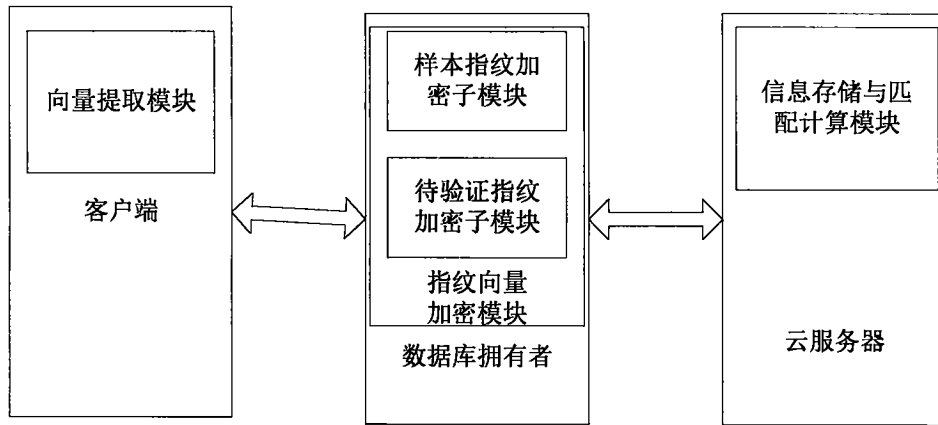 向量提取模块
客户端
样本指纹加
密子模块
待验证指纹
加密子模块
指纹向量
加密模块
数据库拥有者
信息存储与匹
配计算模块
云服务器